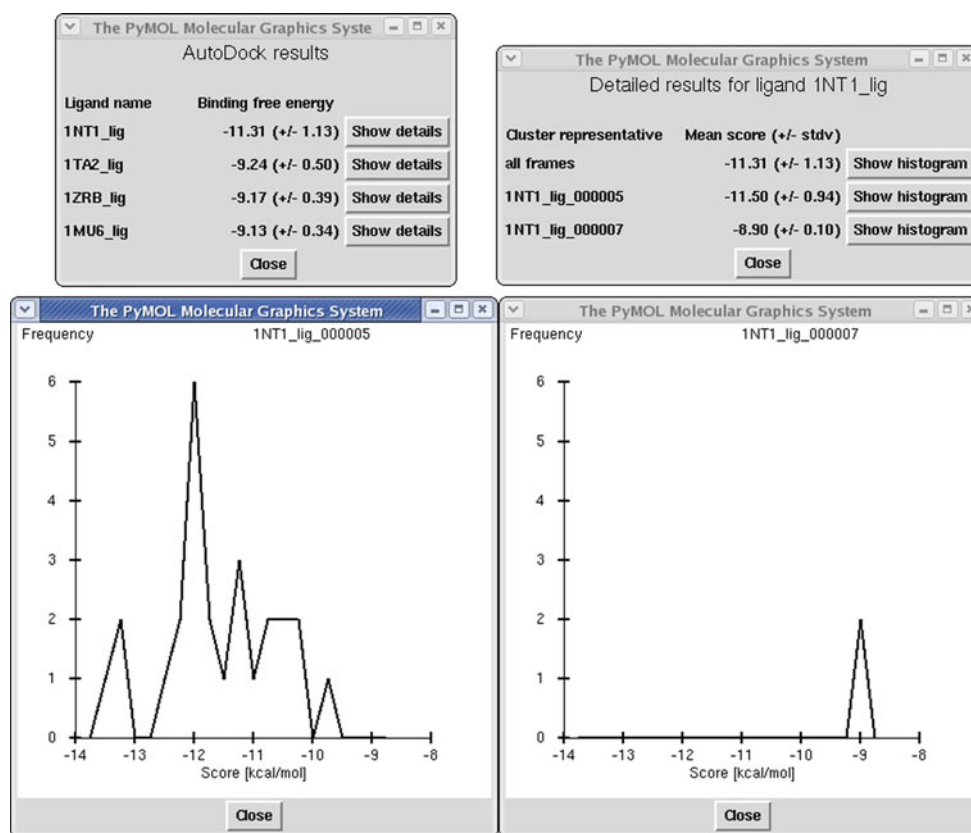 The PyMOL Molecular Graphics Syste
AutoDock results
Ligand name Binding free energy
1NT1_lig -11.31 (+/- 1.13) Show details
1TA2_lig -9.24 (+/- 0.50) Show details
1ZRB_lig -9.17 (+/- 0.39) Show details
1MU6_lig -9.13 (+/- 0.34) Show details
Close
The PyMOL Molecular Graphics System
Detailed results for ligand 1NT1_lig
Cluster representative Mean score (+/- stdv)
all frames -11.31 (+/- 1.13) Show histogram
1NT1_lig_000005 -11.50 (+/- 0.94) Show histogram
1NT1_lig_000007 -8.90 (+/- 0.10) Show histogram
Close
The PyMOL Molecular Graphics System
Frequency 1NT1_lig_000005
6
5
4
3
2
1
0
-14 -13 -12 -11 -10 -9 -8
Score [kcal/mol]
Close
The PyMOL Molecular Graphics System
Frequency 1NT1_lig_000007
6
5
4
3
2
1
0
-14 -13 -12 -11 -10 -9 -8
Score [kcal/mol]
Close